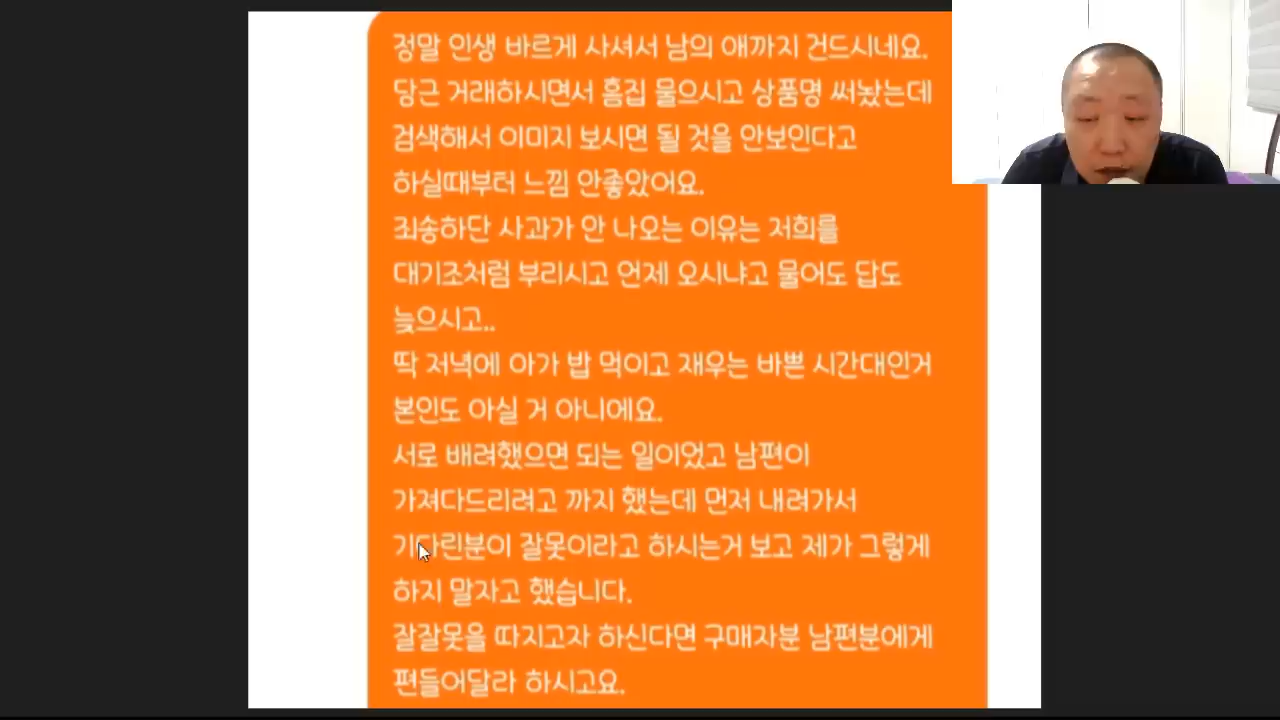 정말 인생 바르게 사셔서 남의 애까지 건드시네요.
당근 거래하시면서 흠집 물으시고 상품명 써놨는데
검색해서 이미지 보시면 될 것을 안보인다고
하실때부터 느낌 안좋았어요.
죄송하단 사과가 안 나오는 이유는 저희를
대기조처럼 부리시고 언제 오시냐고 물어도 답도
늦으시고..
딱 저녁에 아가 밥 먹이고 재우는 바쁜 시간대인거
본인도 아실 거 아니에요.
서로 배려했으면 되는 일이었고 남편이
가져다드리려고 까지 했는데 먼저 내려가서
기다린분이 잘못이라고 하시는거 보고 제가 그렇게
하지 말자고 했습니다.
잘잘못을 따지고자 하신다면 구매자분 남편분에게
편들어달라 하시고요.